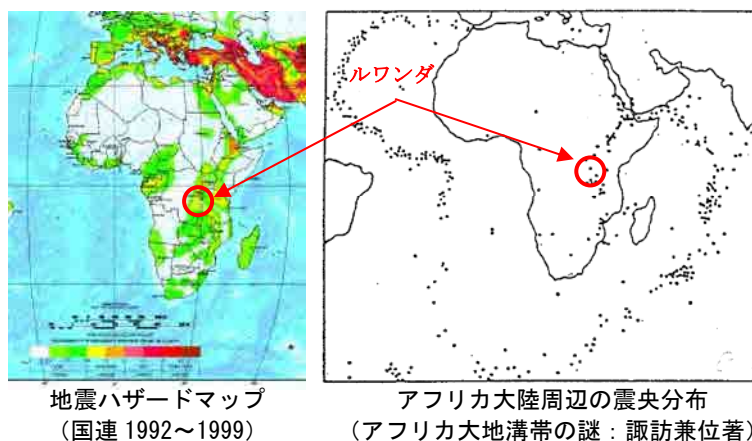 ルワンダ
地震ハザードマップ
（国連 1992～1999）
アフリカ大陸周辺の震央分布
（アフリカ大地溝帯の謎：諏訪兼位著）